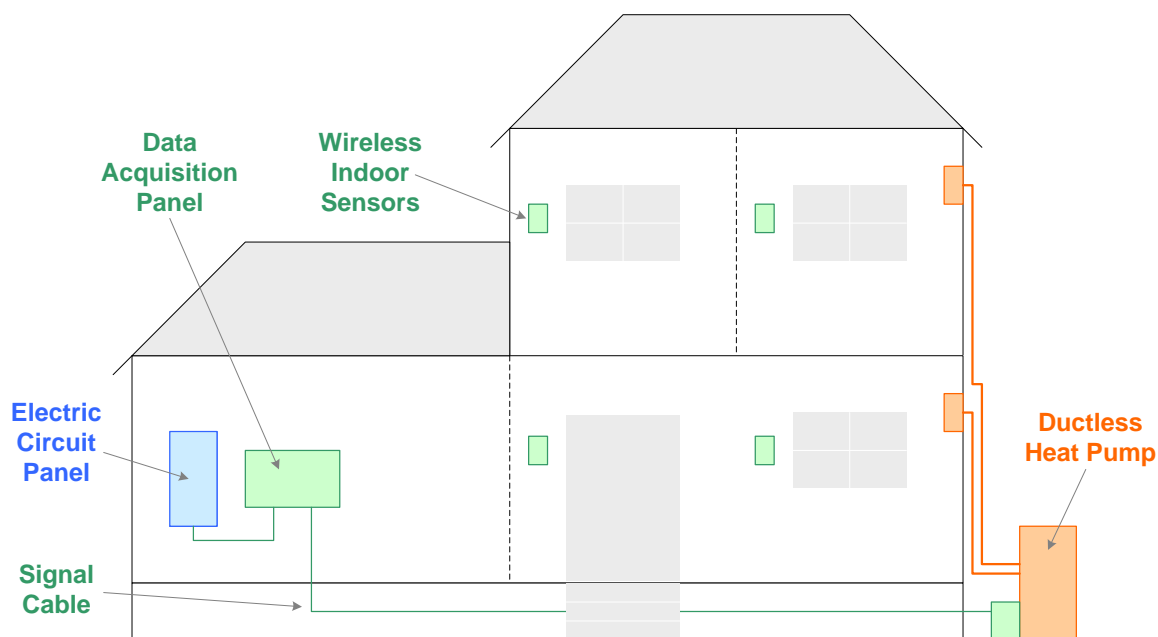 Data
Acquisition
Panel
Wireless
Indoor
Sensors
Electric
Circuit
Panel
Ductless
Heat Pump
Signal
Cable